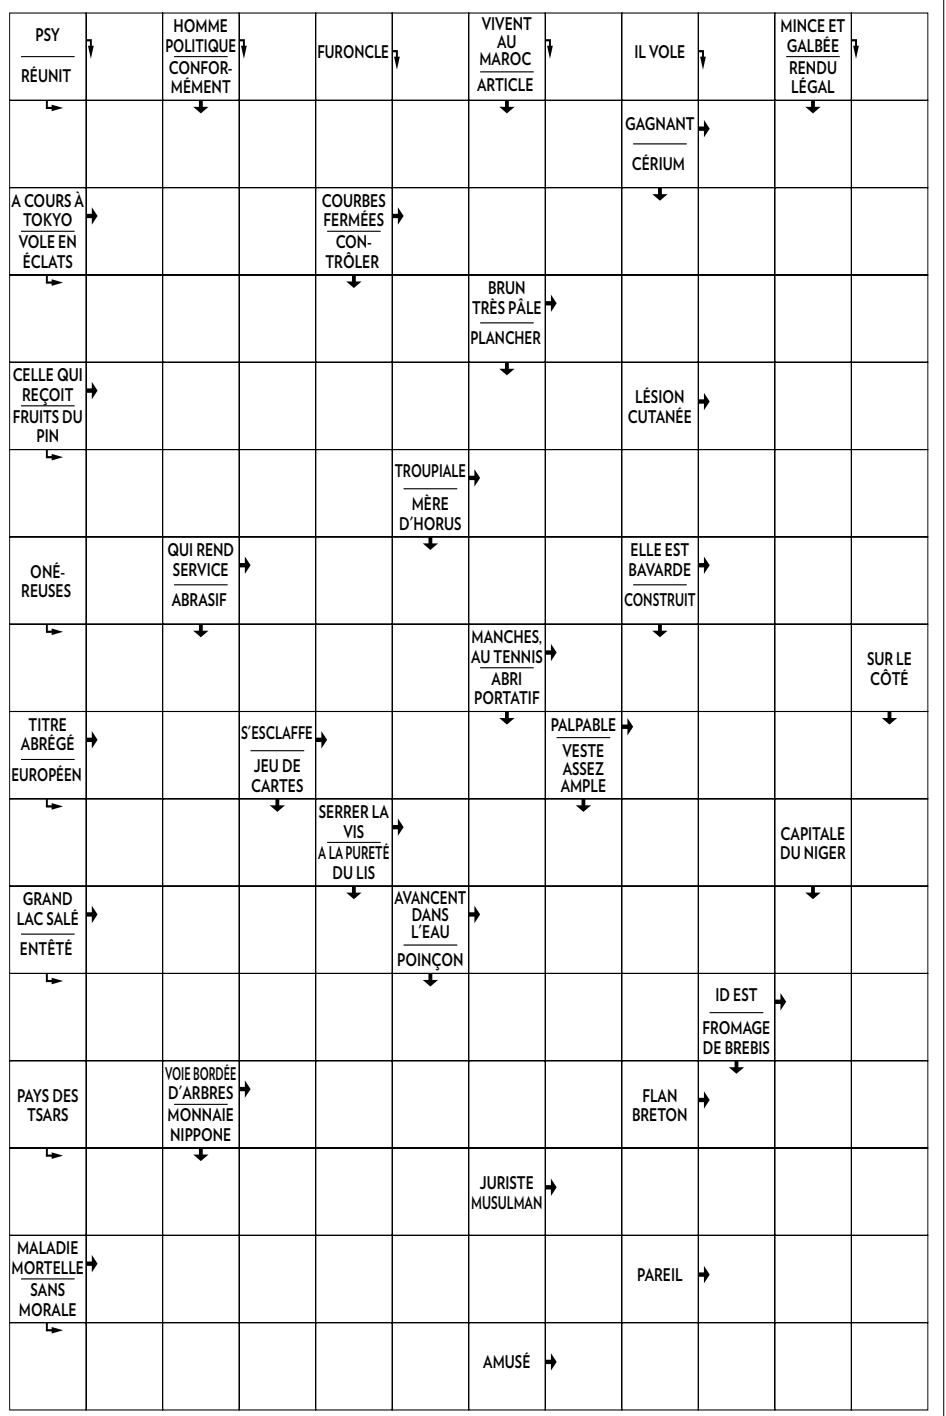 PSY
RÉUNIT
HOMME
POLITIQUE
CONFOR-
MÉMENT
FURONCLE
VIVENT
AU
MAROC
ARTICLE
IL VOLE
MINCE ET
GALBÉE
RENDU
LÉGAL
GAGNANT
CÉRIUM
A COURS À
TOKYO
VOLE EN
ÉCLATS
COURBES
FERMÉES
CON-
TRÔLER
BRUN
TRÈS PÂLE
PLANCHER
CELLE QUI
REÇOIT
FRUITS DU
PIN
LÉSION
CUTANÉE
TROUPIALE
MÈRE
D'HORUS
ONÉ-
REUSES
QUI REND
SERVICE
ABRASIF
ELLE EST
BAVARDE
CONSTRUIT
MANCHES,
AU TENNIS
ABRI
PORTATIF
SUR LE
CÔTÉ
TITRE
ABRÉGÉ
EUROPÉEN
S'ESCLAFFE
JEU DE
CARTES
PALPABLE
VESTE
ASSEZ
AMPLE
SERRER LA
VIS
A LA PURETÉ
DU LIS
CAPITALE
DU NIGER
GRAND
LAC SALÉ
ENTÊTÉ
AVANCENT
DANS
L'EAU
POINÇON
ID EST
FROMAGE
DE BREBIS
PAYS DES
TSARS
VOIE BORDÉE
D'ARBRES
MONNAIE
NIPPONE
FLAN
BRETON
JURISTE
MUSULMAN
MALADIE
MORTELLE
SANS
MORALE
PAREIL
AMUSÉ